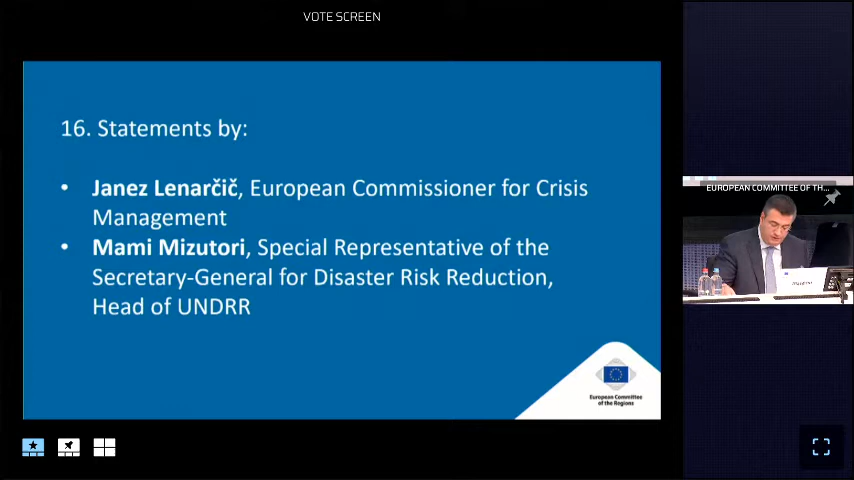 VOTE SCREEN
16. Statements by:
• Janez Lenarčič, European Commissioner for Crisis
Management
• Mami Mizutori, Special Representative of the
Secretary-General for Disaster Risk Reduction,
Head of UNDRR
European Committee
of the Regions
EUROPEAN COMMITTEE OF TH...